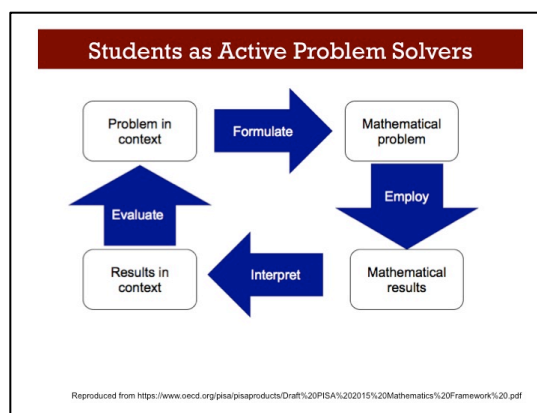 Students as Active Problem Solvers
Problem in
context
Formulate
Mathematical
problem
Employ
Mathematical
results
Interpret
Results in
context
Evaluate
Reproduced from https://www.oecd.org/pisa/pisaproducts/Draft%20PISA%202015%20Mathematics%20Framework%20.pdf